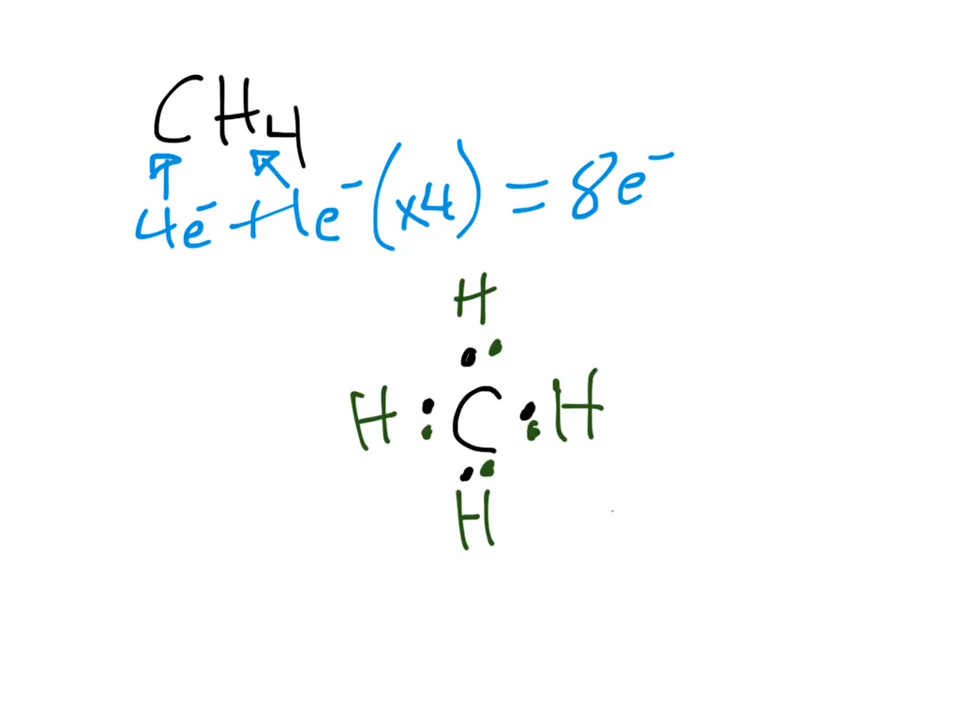 CH4
4e⁻ + 1e⁻ (x4) = 8e⁻
H
H : C : H
H